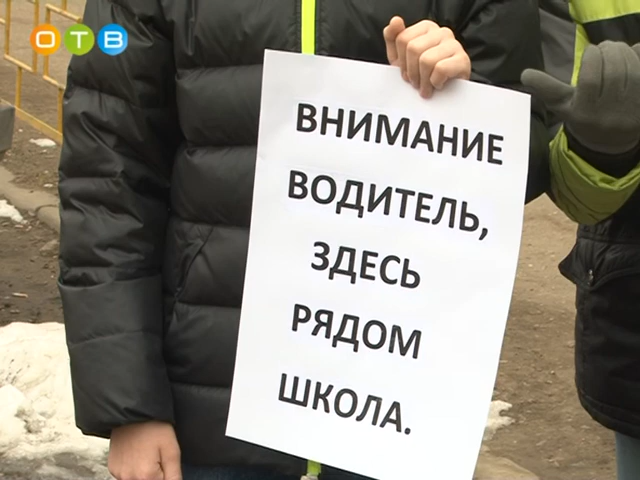 ОТВ
ВНИМАНИЕ
ВОДИТЕЛЬ,
ЗДЕСЬ
РЯДОМ
ШКОЛА.